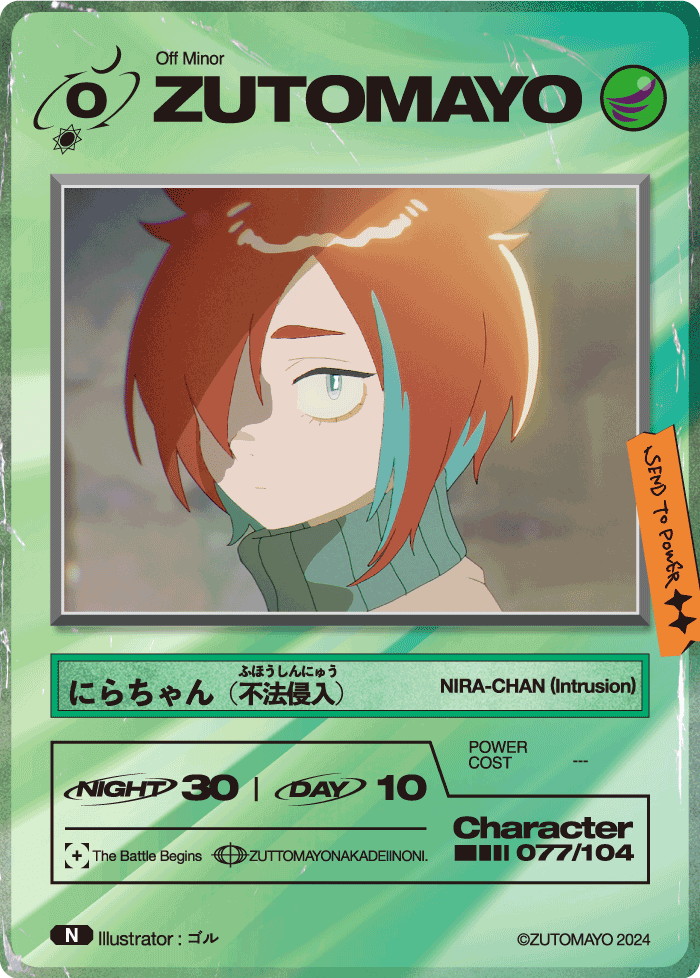 Off Minor
ZUTOMAYO
SEND TO POWER
ふほうしんにゅう
にらちゃん（不法侵入）
NIRA-CHAN (Intrusion)
POWER
COST ---
NIGHT 30 | DAY 10
Character
077/104
The Battle Begins ZUTTOMAYONAKADEIINONI.
N Illustrator : ゴル
©ZUTOMAYO 2024